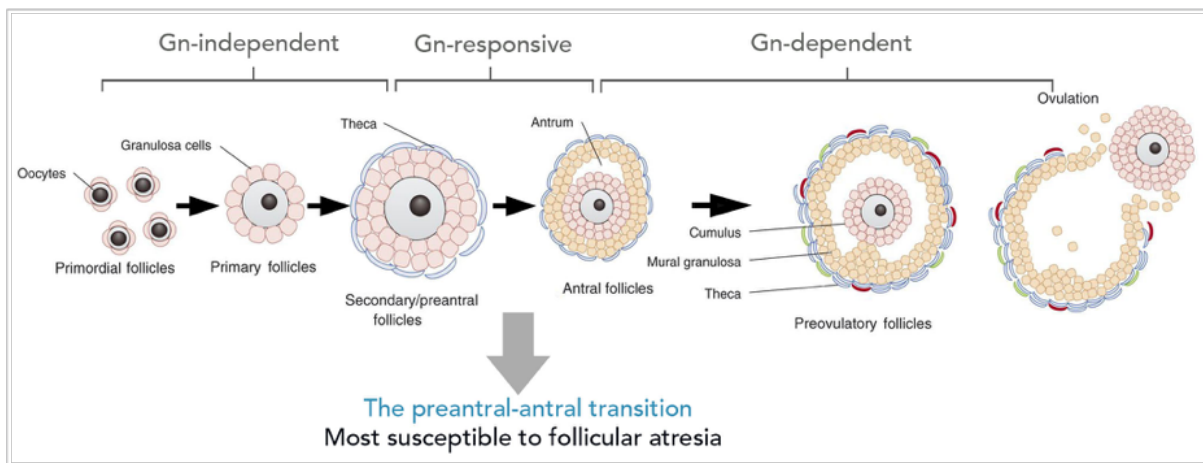 Gn-independent
Gn-responsive
Gn-dependent
Ovulation
Theca
Antrum
Granulosa cells
Oocytes
Cumulus
Mural granulosa
Theca
Primordial follicles
Primary follicles
Secondary/preantral
follicles
Antral follicles
Preovulatory follicles
The preantral-antral transition
Most susceptible to follicular atresia